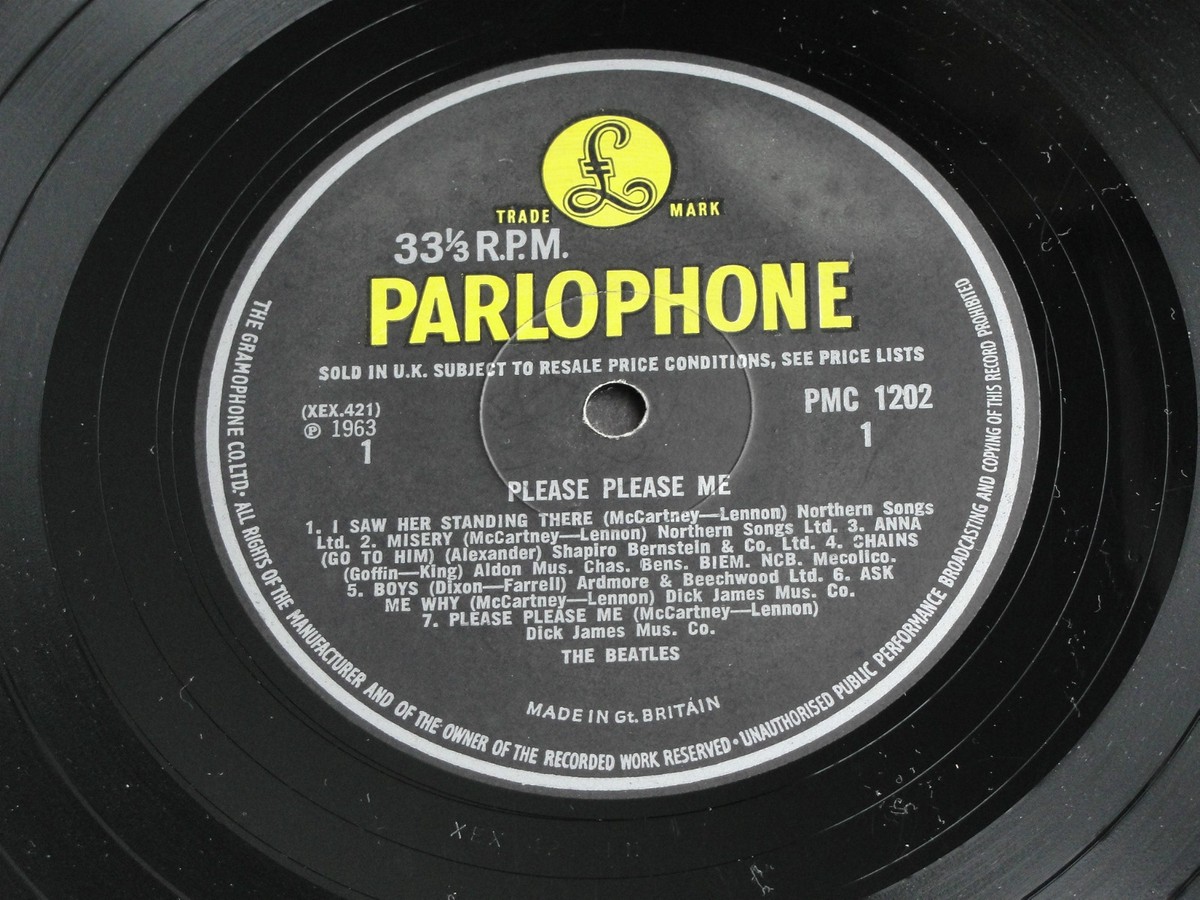 £
TRADE MARK
33⅓ R.P.M.
PARLOPHONE
SOLD IN U.K. SUBJECT TO RESALE PRICE CONDITIONS, SEE PRICE LISTS
(XEX.421)
℗ 1963
1
PMC 1202
1
PLEASE PLEASE ME
1. I SAW HER STANDING THERE (McCartney—Lennon) Northern Songs
Ltd. 2. MISERY (McCartney—Lennon) Northern Songs Ltd. 3. ANNA
(GO TO HIM) (Alexander) Shapiro Bernstein & Co. Ltd. 4. CHAINS
(Goffin—King) Aldon Mus. Chas. Bens. BIEM. NCB. Mecolico.
5. BOYS (Dixon—Farrell) Ardmore & Beechwood Ltd. 6. ASK
ME WHY (McCartney—Lennon) Dick James Mus. Co.
7. PLEASE PLEASE ME (McCartney—Lennon)
Dick James Mus. Co.
THE BEATLES
MADE IN Gt. BRITAIN
THE GRAMOPHONE CO. LTD. • ALL RIGHTS OF THE MANUFACTURER AND OF THE OWNER OF THE RECORDED WORK RESERVED • UNAUTHORISED PUBLIC PERFORMANCE BROADCASTING AND COPYING OF THIS RECORD PROHIBITED
XEX